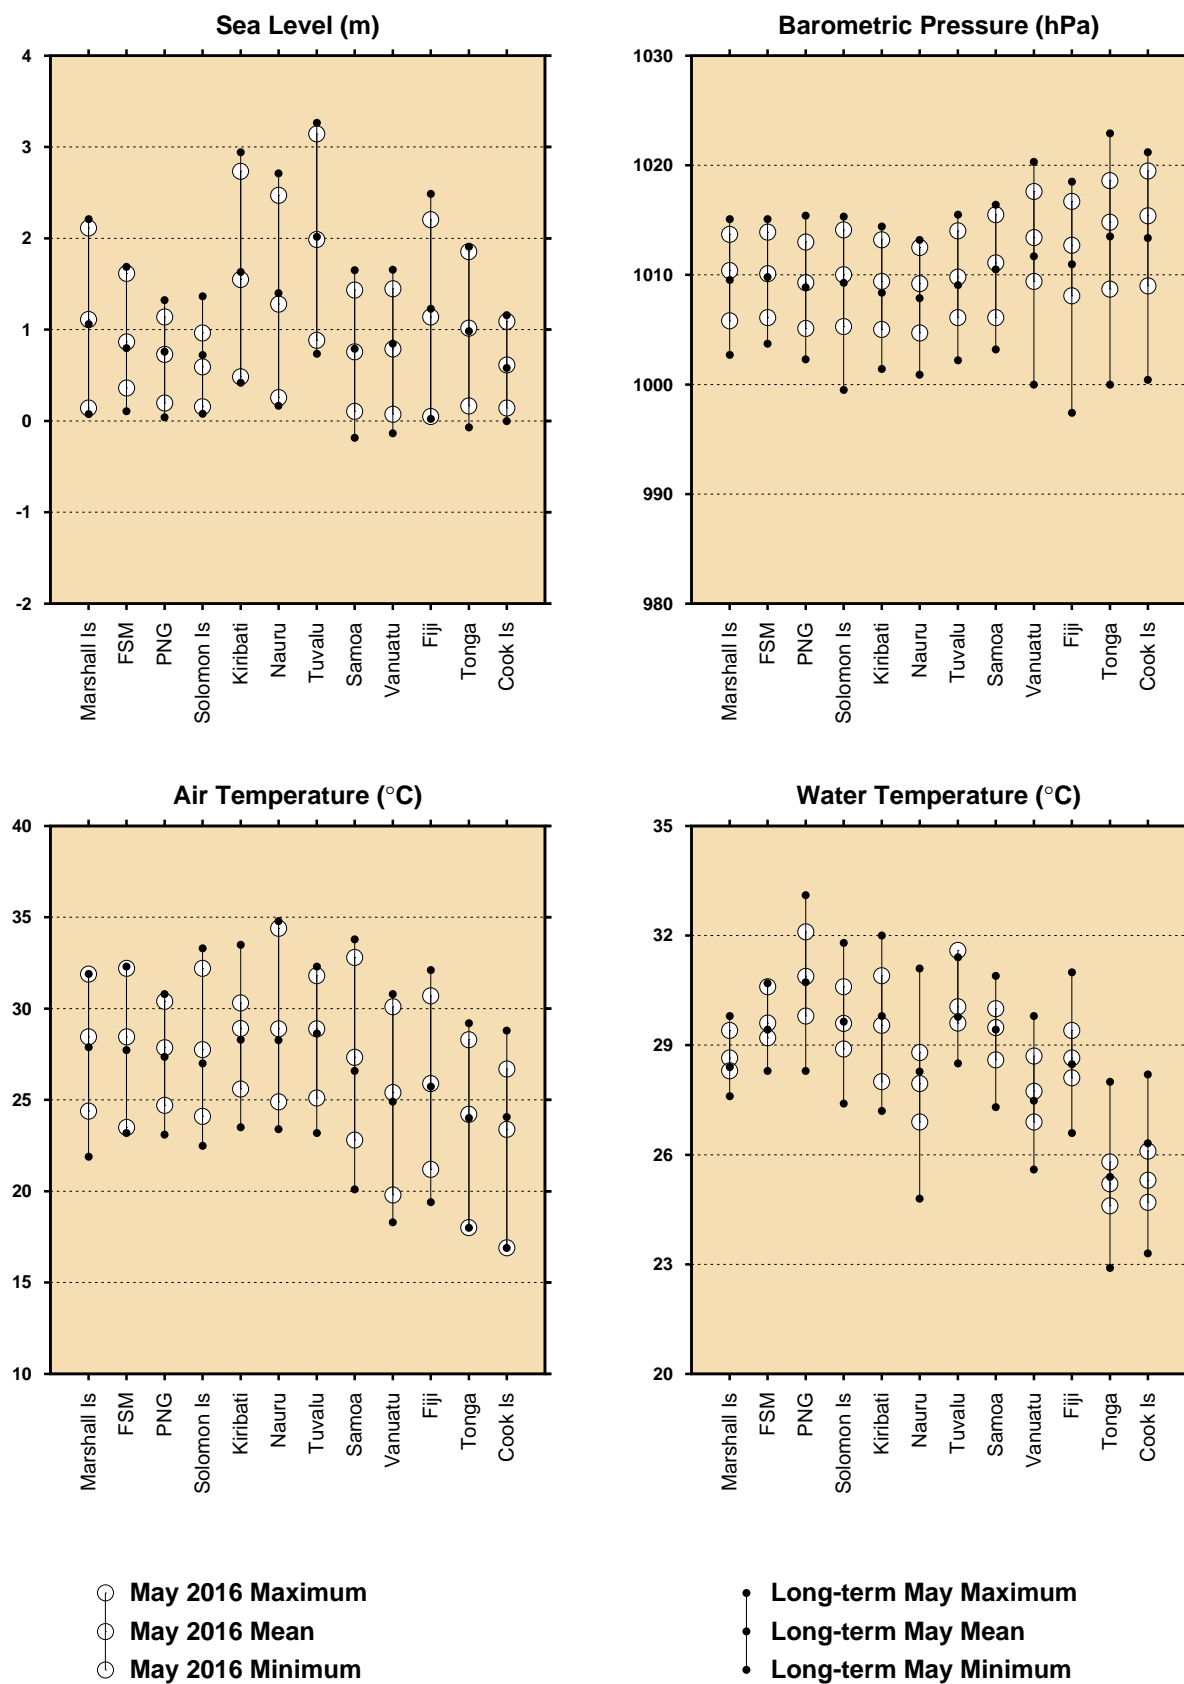 Sea Level (m)
4
3
2
1
0
-1
-2
Marshall Is
FSM
PNG
Solomon Is
Kiribati
Nauru
Tuvalu
Samoa
Vanuatu
Fiji
Tonga
Cook Is
Barometric Pressure (hPa)
1030
1020
1010
1000
990
980
Marshall Is
FSM
PNG
Solomon Is
Kiribati
Nauru
Tuvalu
Samoa
Vanuatu
Fiji
Tonga
Cook Is
Air Temperature (°C)
40
35
30
25
20
15
10
Marshall Is
FSM
PNG
Solomon Is
Kiribati
Nauru
Tuvalu
Samoa
Vanuatu
Fiji
Tonga
Cook Is
Water Temperature (°C)
35
32
29
26
23
20
Marshall Is
FSM
PNG
Solomon Is
Kiribati
Nauru
Tuvalu
Samoa
Vanuatu
Fiji
Tonga
Cook Is
May 2016 Maximum
May 2016 Mean
May 2016 Minimum
Long-term May Maximum
Long-term May Mean
Long-term May Minimum